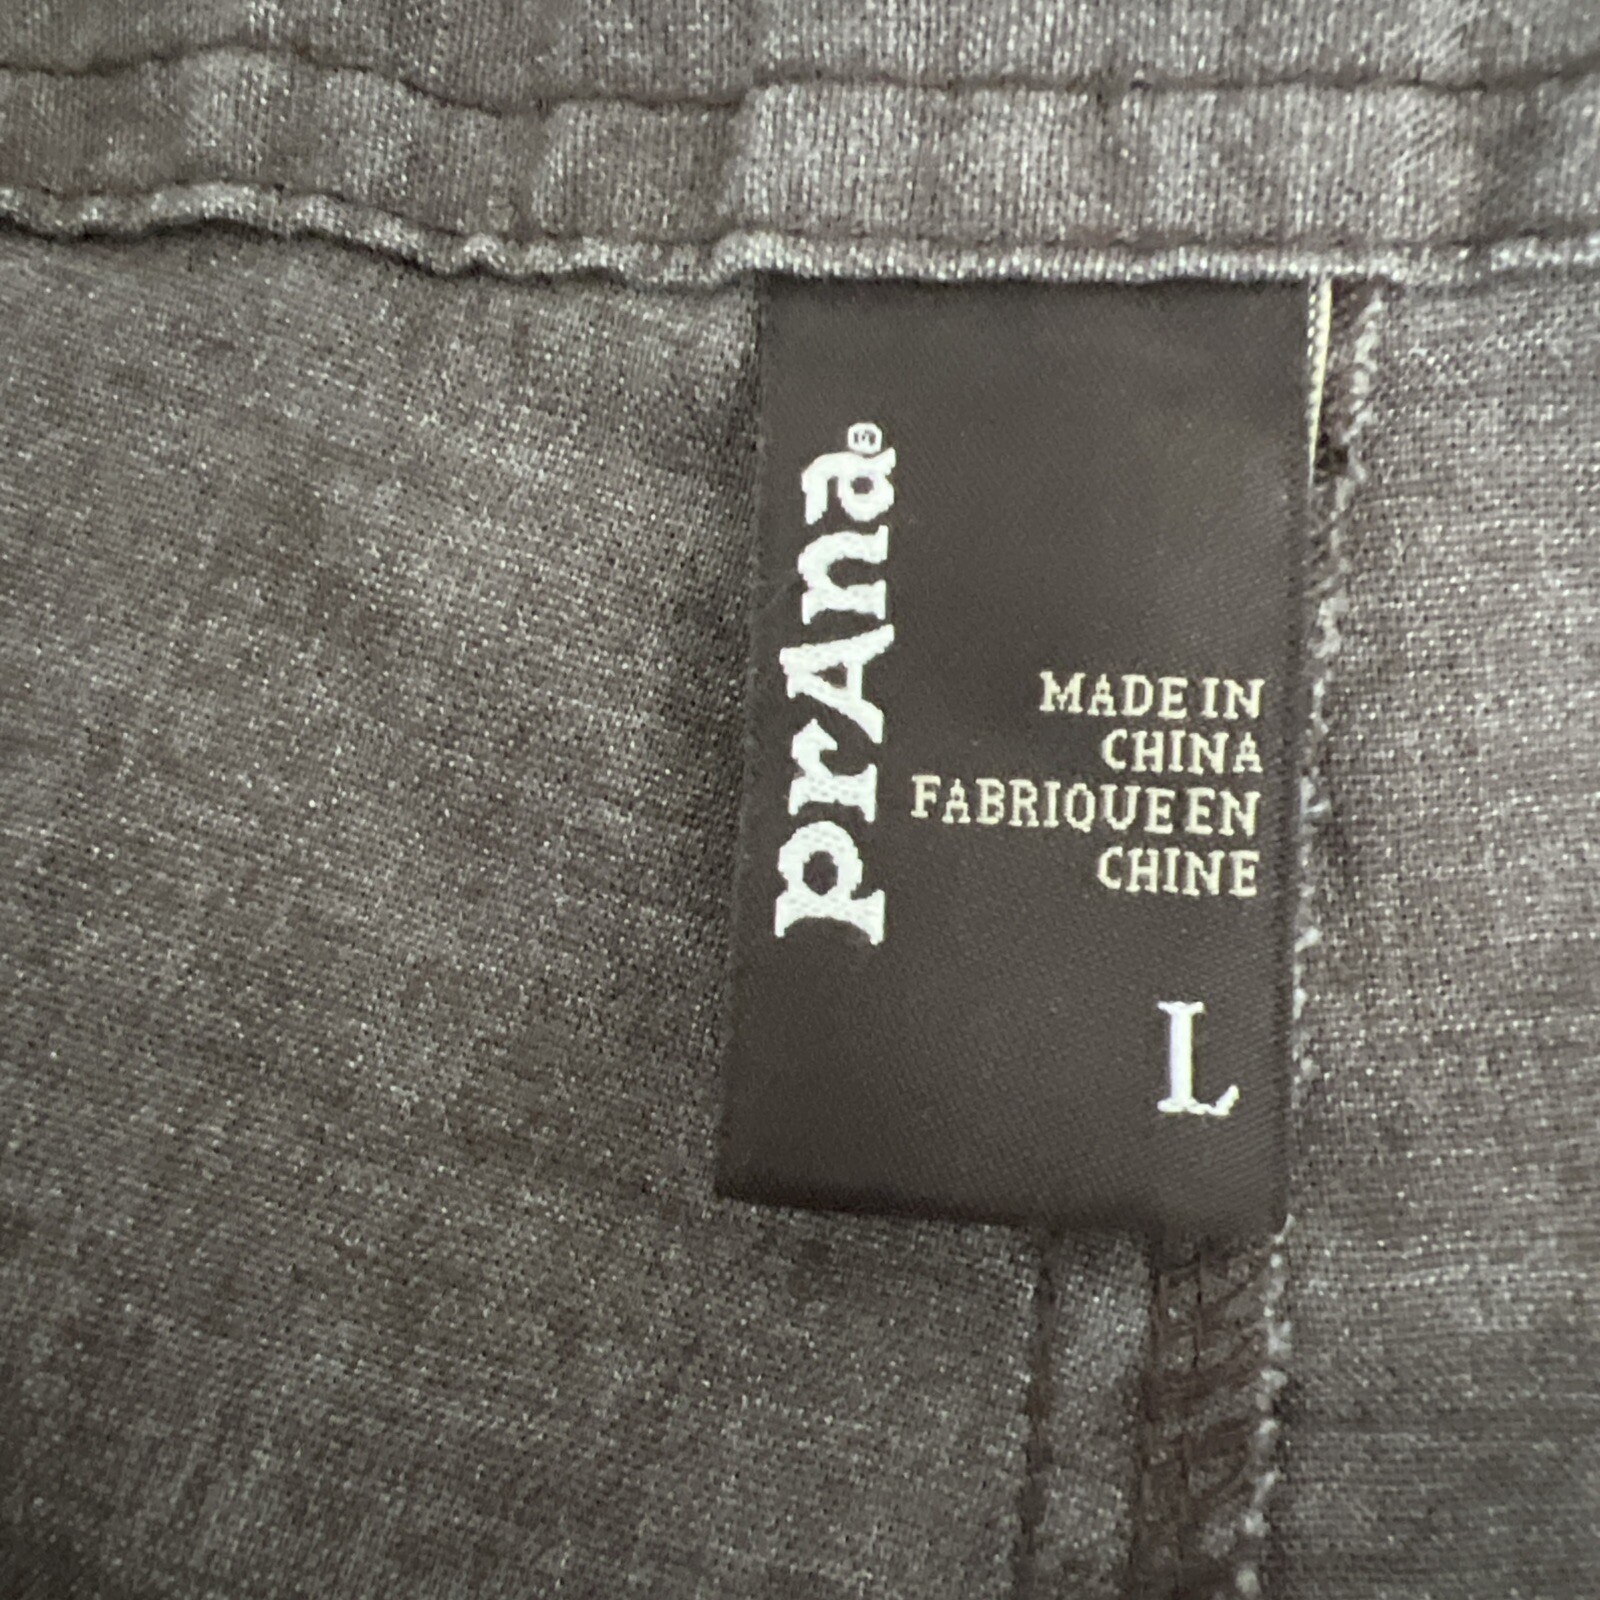 prAna®
MADE IN
CHINA
FABRIQUE EN
CHINE
L